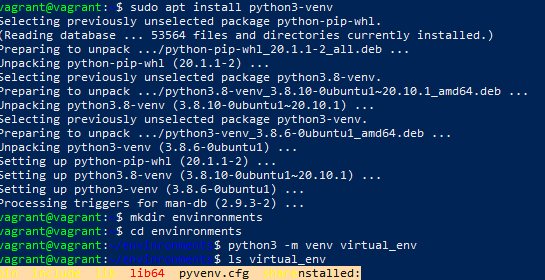 vagrant@vagrant: $ sudo apt install python3-venv
Selecting previously unselected package python-pip-whl.
(Reading database ... 53564 files and directories currently installed.)
Preparing to unpack .../python-pip-whl_20.1.1-2_all.deb ...
Unpacking python-pip-whl (20.1.1-2) ...
Selecting previously unselected package python3.8-venv.
Preparing to unpack .../python3.8-venv_3.8.10-0ubuntu1~20.10.1_amd64.deb ...
Unpacking python3.8-venv (3.8.10-0ubuntu1~20.10.1) ...
Selecting previously unselected package python3-venv.
Preparing to unpack .../python3-venv_3.8.6-0ubuntu1_amd64.deb ...
Unpacking python3-venv (3.8.6-0ubuntu1) ...
Setting up python-pip-whl (20.1.1-2) ...
Setting up python3.8-venv (3.8.10-0ubuntu1~20.10.1) ...
Setting up python3-venv (3.8.6-0ubuntu1) ...
Processing triggers for man-db (2.9.3-2) ...
vagrant@vagrant: $ mkdir envinronments
vagrant@vagrant: $ cd envinronments
vagrant@vagrant:~/envinronments$ python3 -m venv virtual_env
vagrant@vagrant:~/envinronments$ ls virtual_env
lib64 pyvenv.cfg nstalled: